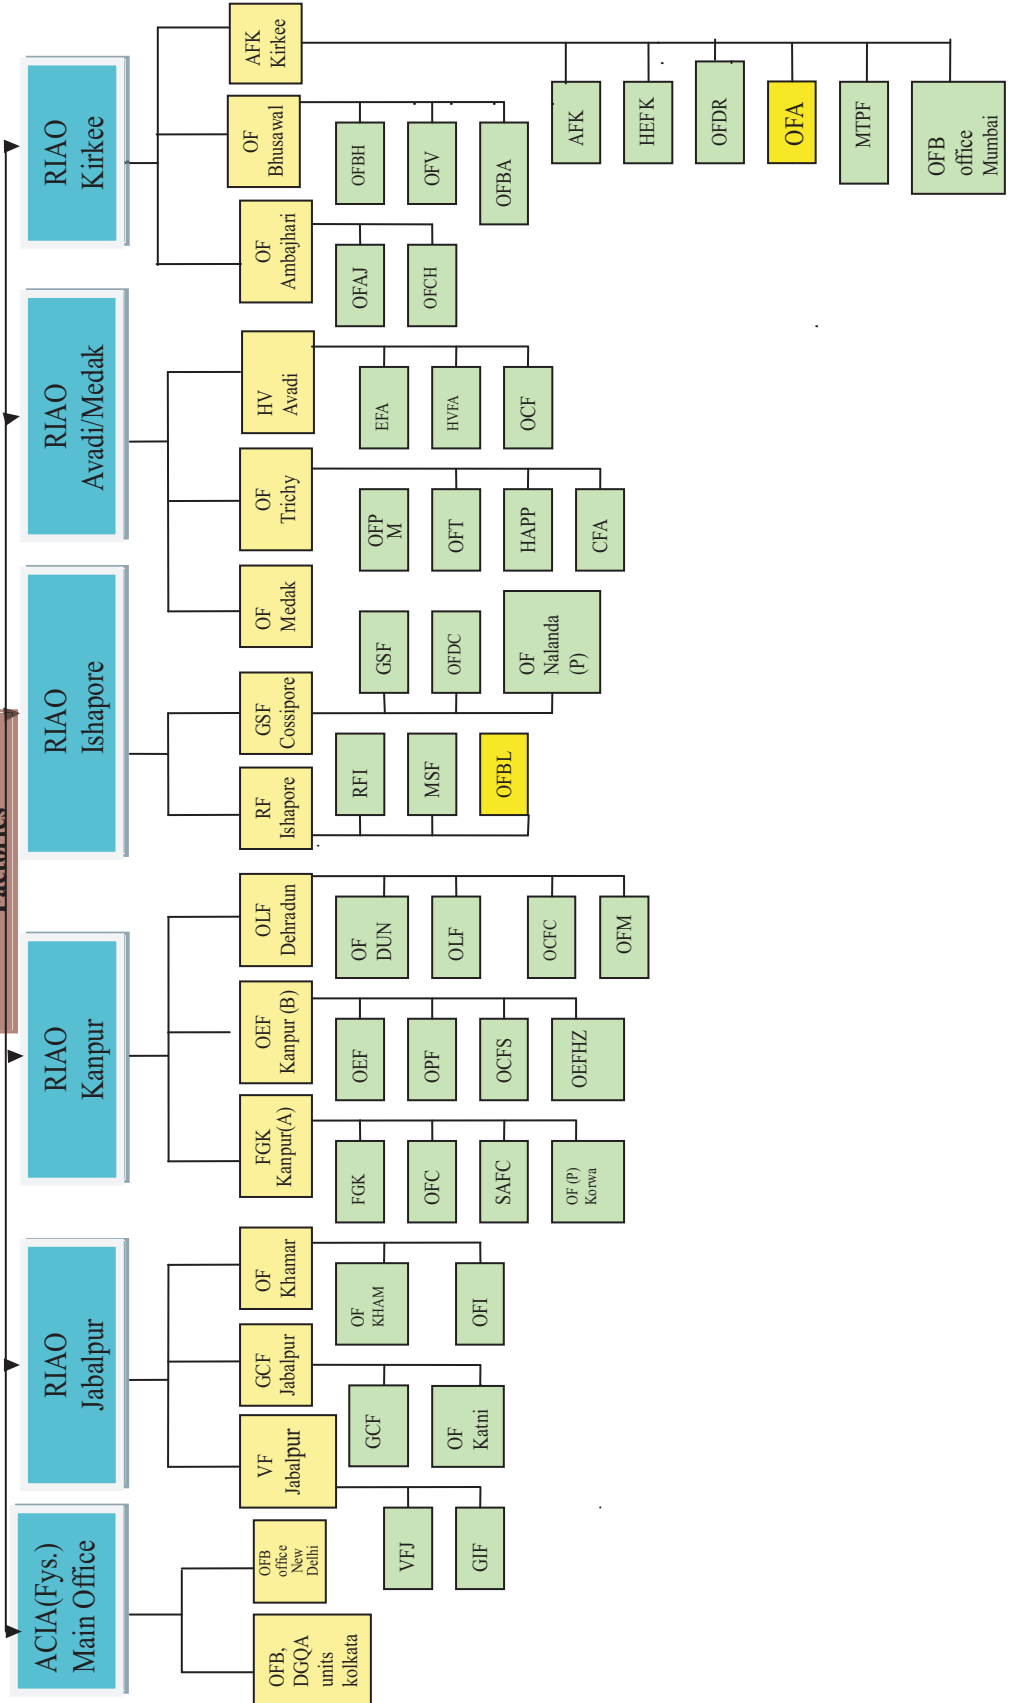 Factories
ACIA(Fys.)
Main Office
RIAO
Jabalpur
RIAO
Kanpur
RIAO
Ishapore
RIAO
Avadi/Medak
RIAO
Kirkee
OFB,
DGQA
units
kolkata
OFB
office
New
Delhi
VF
Jabalpur
GCF
Jabalpur
OF
Khamar
FGK
Kanpur(A)
OEF
Kanpur (B)
OLF
Dehradun
RF
Ishapore
GSF
Cossipore
OF
Medak
OF
Trichy
HV
Avadi
OF
Ambajhari
OF
Bhusawal
AFK
Kirkee
VFJ
GIF
GCF
OF
Katni
OF
KHAM
OFI
FGK
OFC
SAFC
OF (P)
Korwa
OEF
OPF
OCFS
OEFHZ
OF
DUN
OLF
OCFC
OFM
RFI
MSF
OFBL
GSF
OFDC
OF
Nalanda
(P)
OFP
M
OFT
HAPP
CFA
EFA
HVFA
OCF
OFAJ
OFCH
OFBH
OFV
OFBA
AFK
HEFK
OFDR
OFA
MTPF
OFB
office
Mumbai